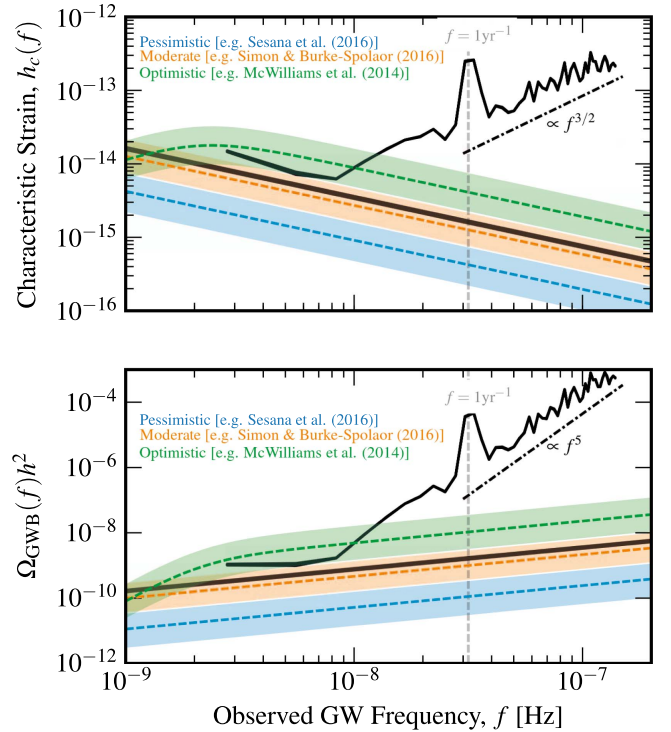 10⁻¹²
Pessimistic [e.g. Sesana et al. (2016)]
Moderate [e.g. Simon & Burke-Spolaor (2016)]
Optimistic [e.g. McWilliams et al. (2014)]
f = 1yr⁻¹
10⁻¹³
∝ f³/²
10⁻¹⁴
10⁻¹⁵
10⁻¹⁶
Characteristic Strain, h_c(f)
10⁻⁴
f = 1yr⁻¹
Pessimistic [e.g. Sesana et al. (2016)]
Moderate [e.g. Simon & Burke-Spolaor (2016)]
Optimistic [e.g. McWilliams et al. (2014)]
∝ f⁵
10⁻⁶
10⁻⁸
10⁻¹⁰
10⁻¹²
Ω_GWB(f)h²
10⁻⁹ 10⁻⁸ 10⁻⁷
Observed GW Frequency, f [Hz]